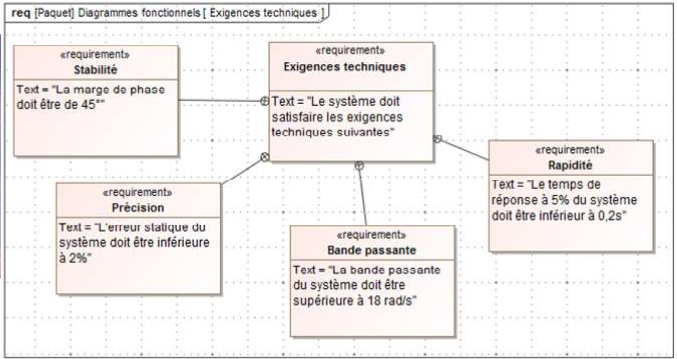 req [Paquet] Diagrammes fonctionnels [ Exigences techniques ]
«requirement»
Stabilité
Text = "La marge de phase
doit être de 45°"
«requirement»
Exigences techniques
Text = "Le système doit
satisfaire les exigences
techniques suivantes"
«requirement»
Rapidité
Text = "Le temps de
réponse à 5% du système
doit être inférieur à 0,2s"
«requirement»
Précision
Text = "L'erreur statique du
système doit être inférieure
à 2%"
«requirement»
Bande passante
Text = "La bande passante
du système doit être
supérieure à 18 rad/s"